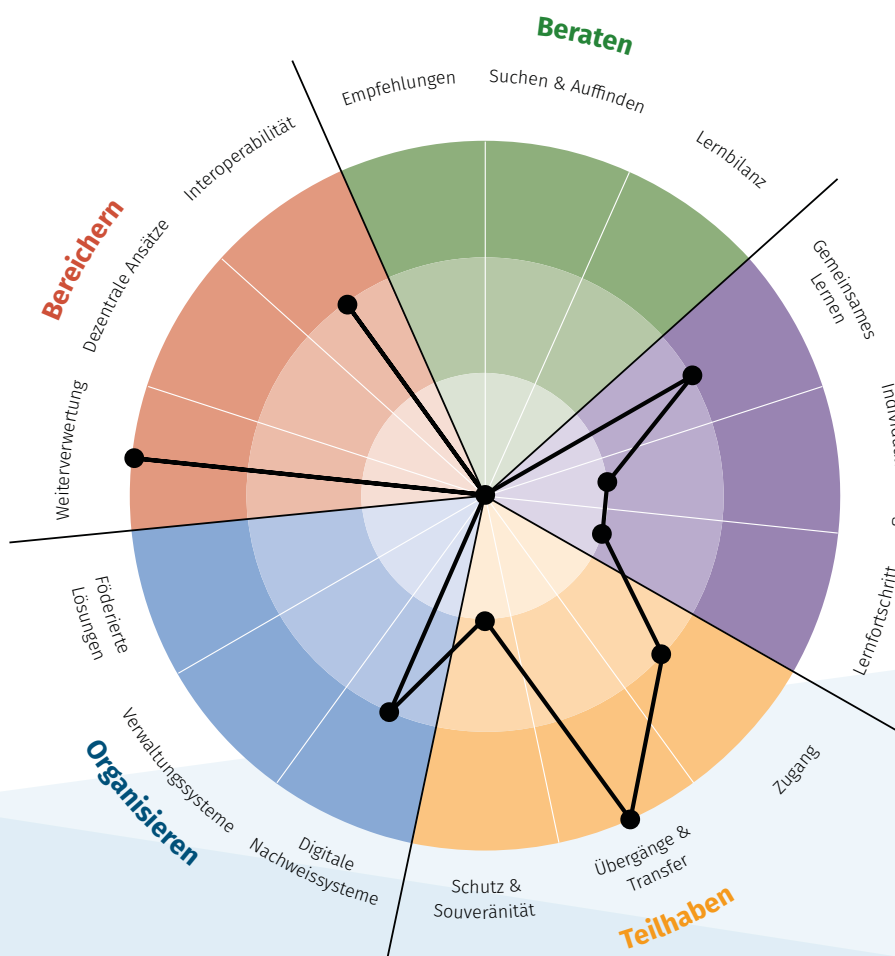 Beraten
Empfehlungen
Suchen & Auffinden
Lernbilanz
Gemeinsames
Lernen
Lernfortschritt
Zugang
Übergänge &
Transfer
Teilhaben
Schutz &
Souveränität
Digitale
Nachweissysteme
Verwaltungssysteme
Organisieren
Föderierte
Lösungen
Weiterverwertung
Dezentrale Ansätze
Bereichern
Interoperabilität